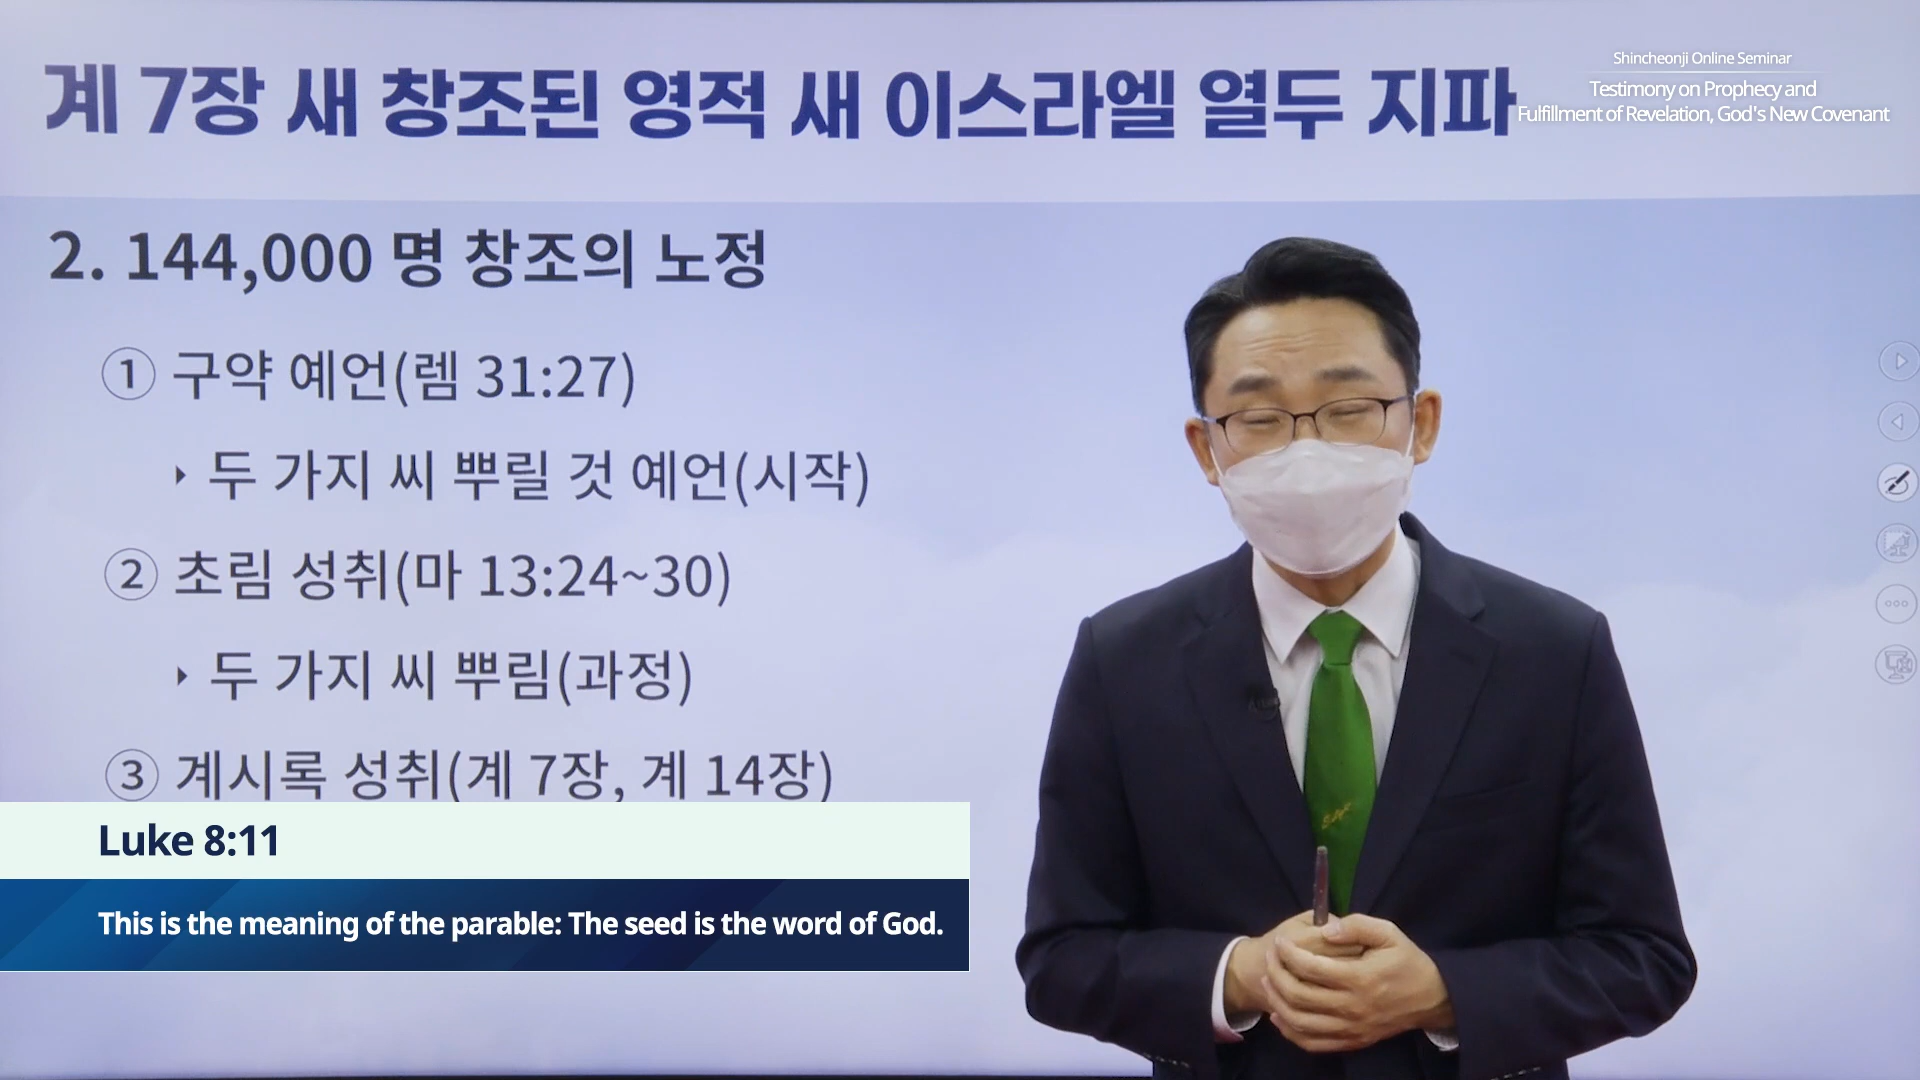 계 7장 새 창조된 영적 새 이스라엘 열두 지파
Shincheonji Online Seminar
Testimony on Prophecy and
Fulfillment of Revelation, God's New Covenant
2. 144,000 명 창조의 노정
① 구약 예언(렘 31:27)
▸ 두 가지 씨 뿌릴 것 예언(시작)
② 초림 성취(마 13:24~30)
▸ 두 가지 씨 뿌림(과정)
③ 계시록 성취(계 7장, 계 14장)
Luke 8:11
This is the meaning of the parable: The seed is the word of God.